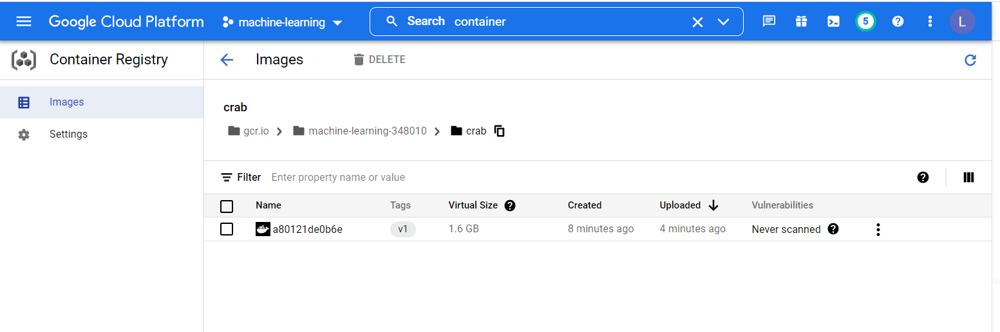 Google Cloud Platform machine-learning Search container 5 L
Container Registry Images DELETE
Images
Settings
crab
gcr.io machine-learning-348010 crab
Filter Enter property name or value
Name Tags Virtual Size Created Uploaded Vulnerabilities
a80121de0b6e v1 1.6 GB 8 minutes ago 4 minutes ago Never scanned